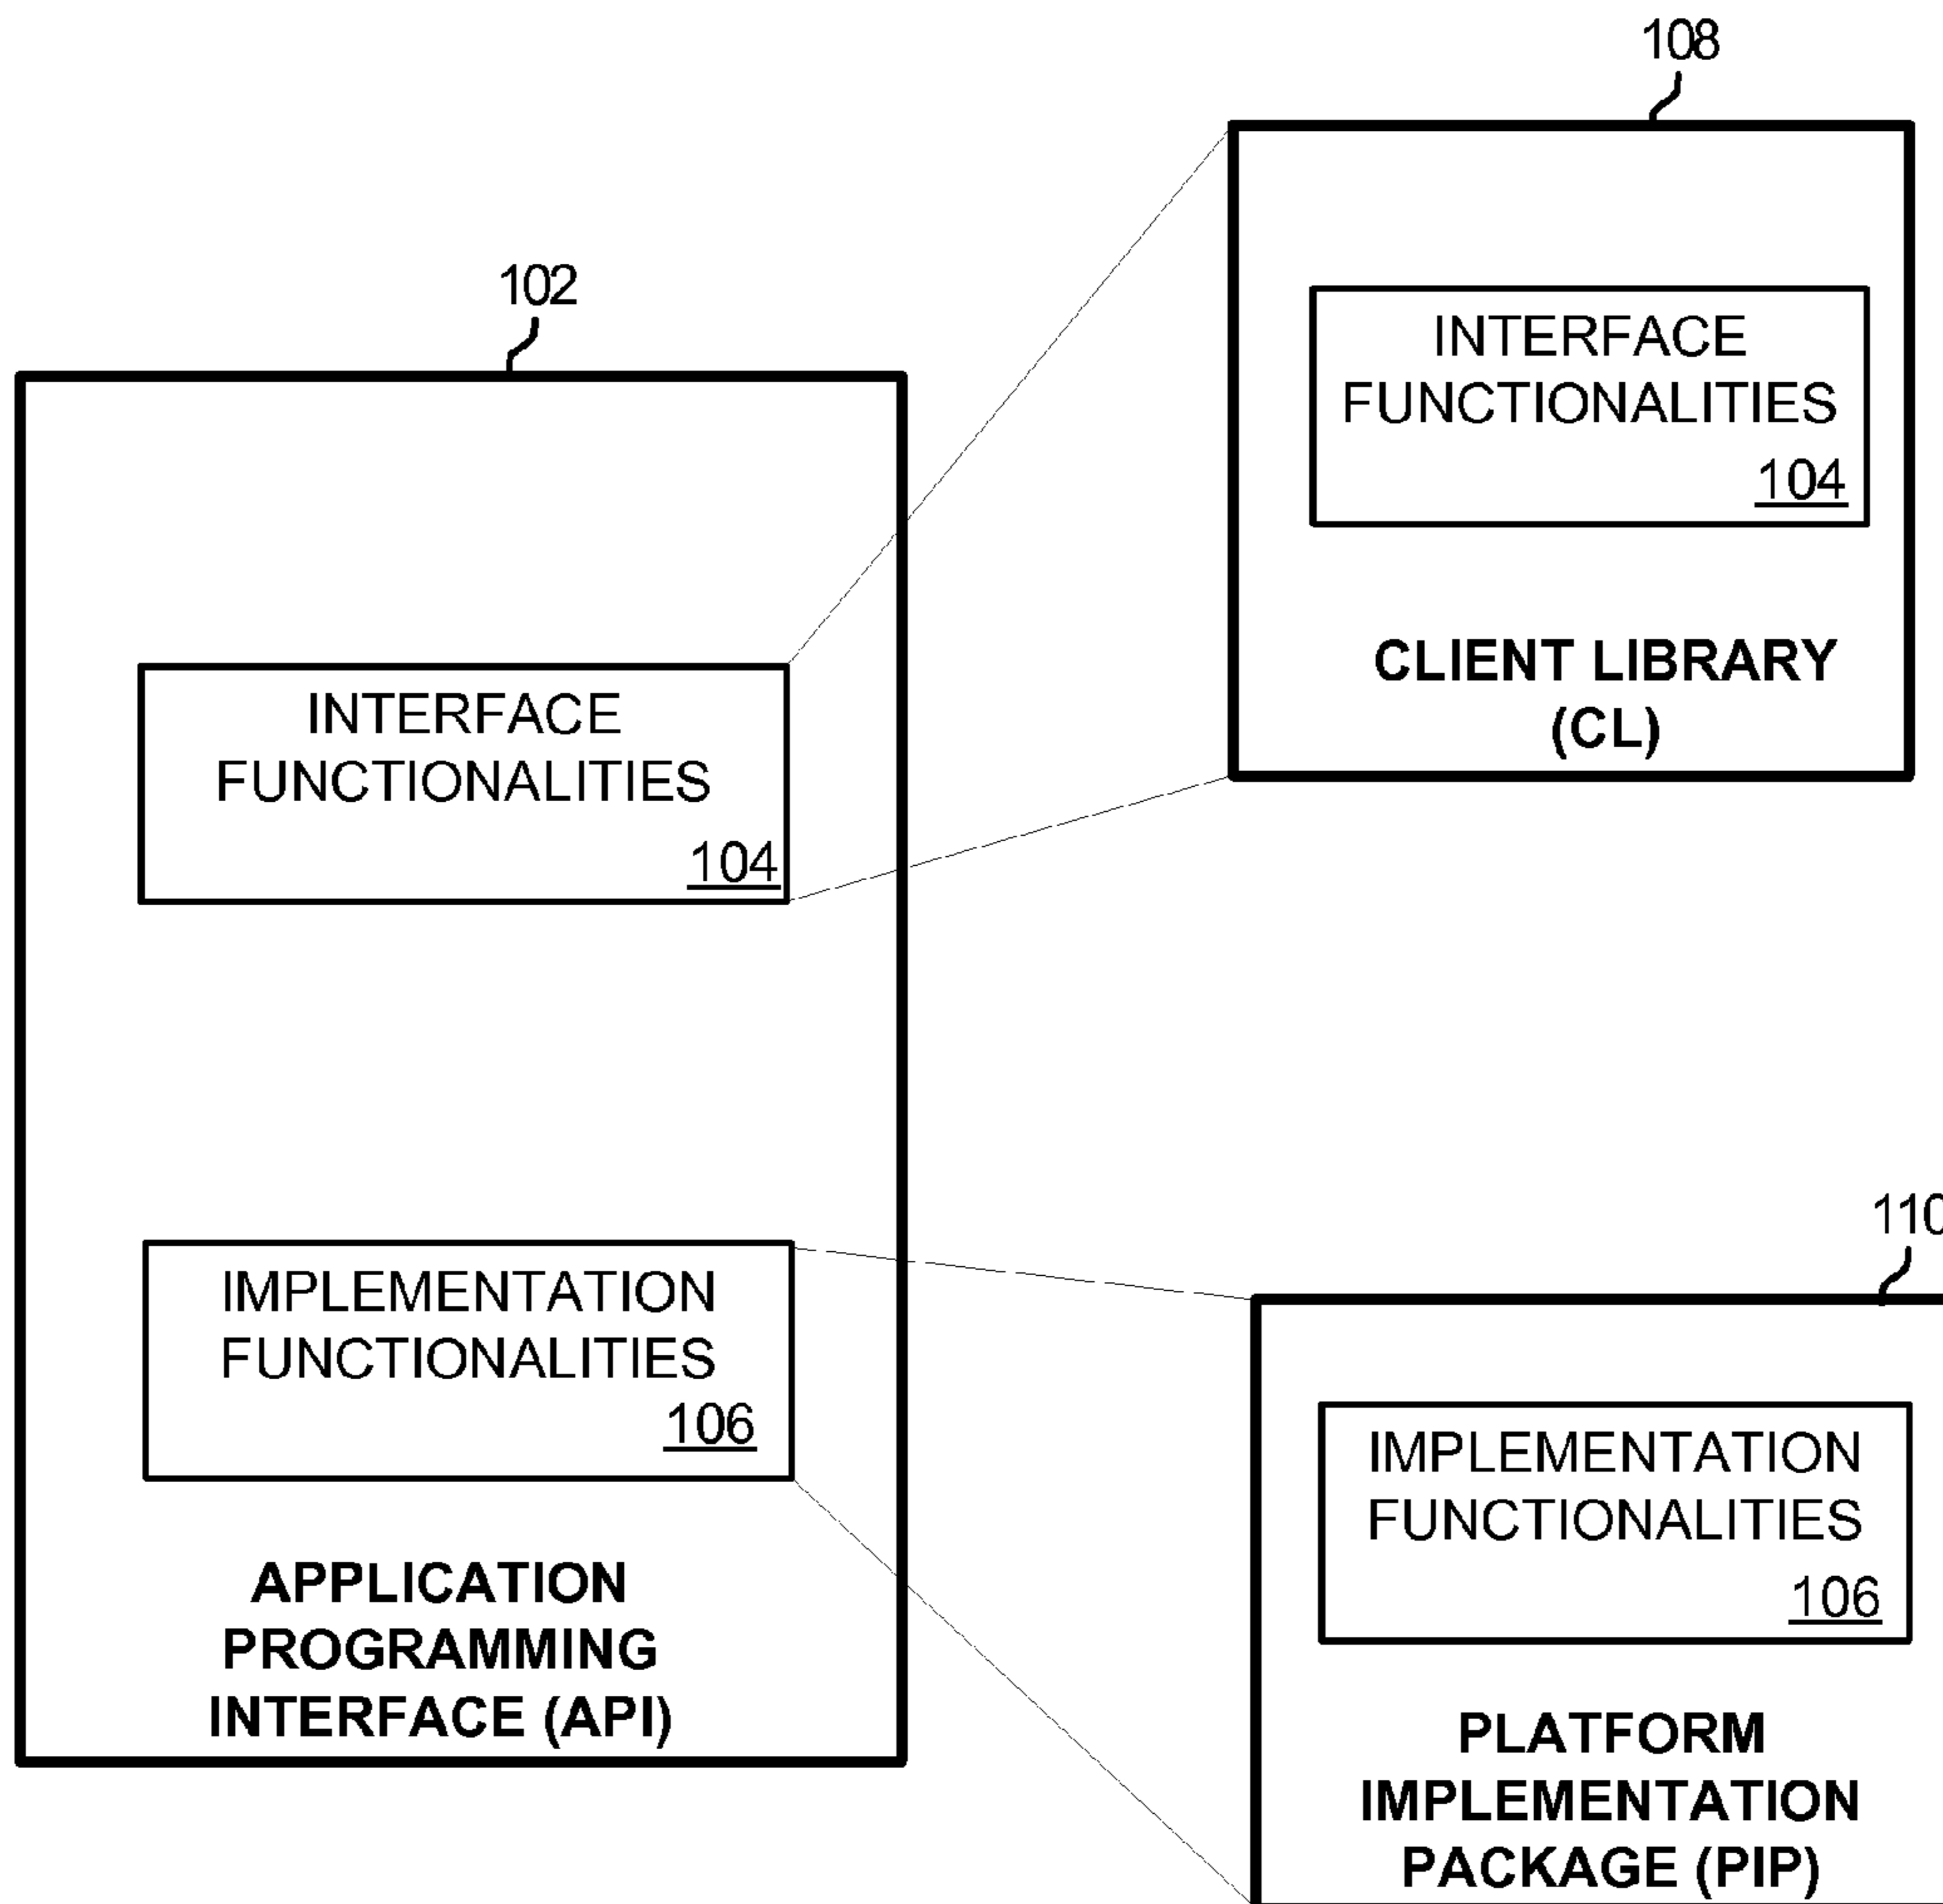 108
INTERFACE
FUNCTIONALITIES
104
CLIENT LIBRARY
(CL)
102
INTERFACE
FUNCTIONALITIES
104
IMPLEMENTATION
FUNCTIONALITIES
106
APPLICATION
PROGRAMMING
INTERFACE (API)
110
IMPLEMENTATION
FUNCTIONALITIES
106
PLATFORM
IMPLEMENTATION
PACKAGE (PIP)